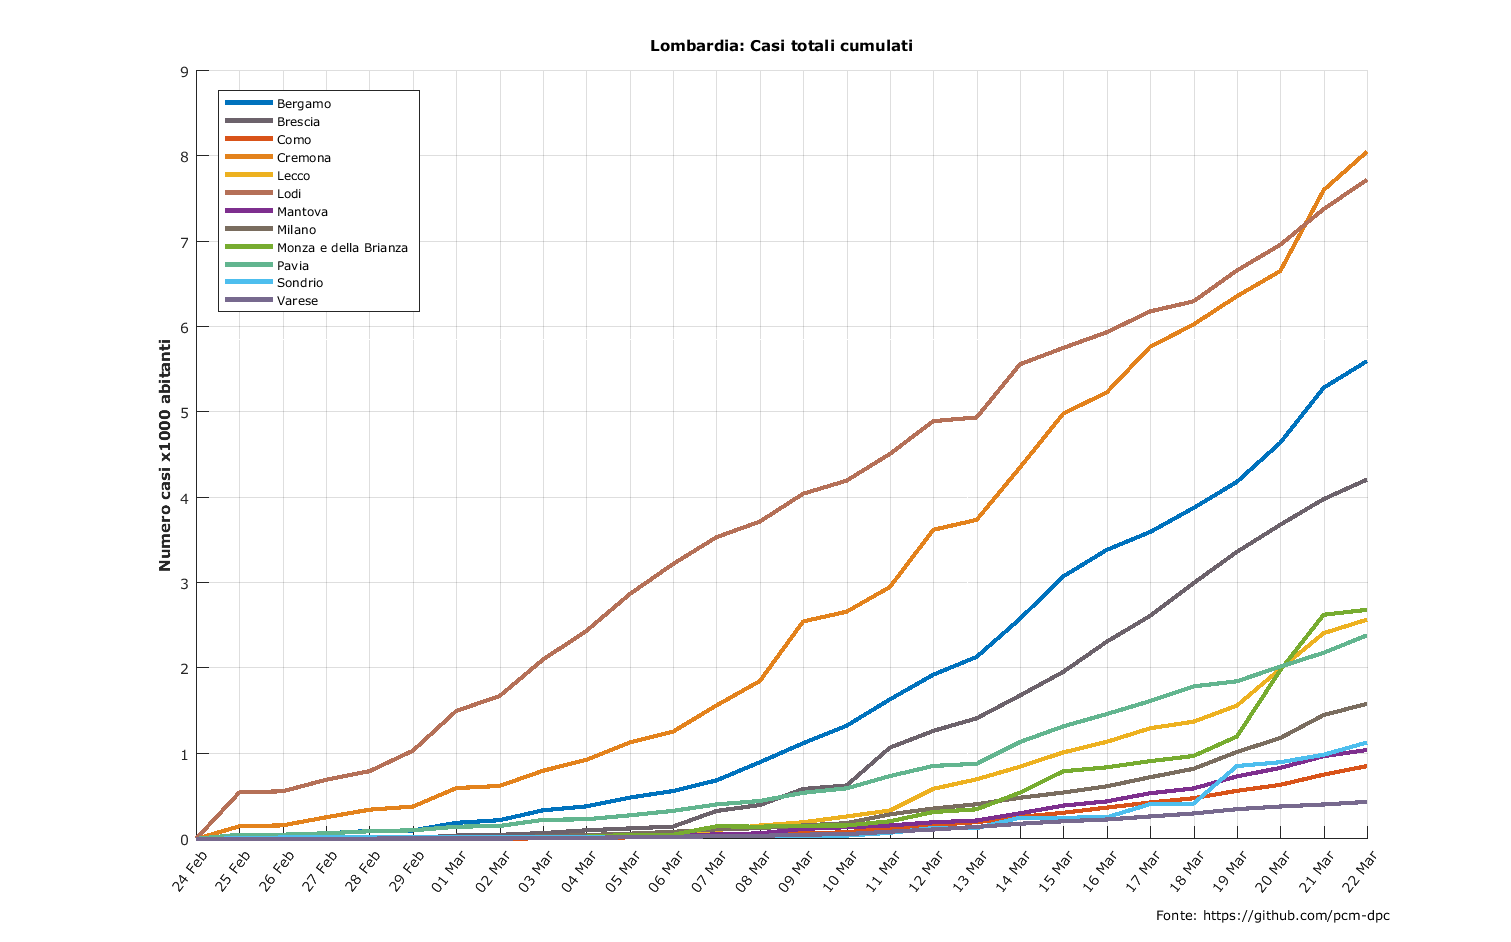 Lombardia: Casi totali cumulati
9
8
7
6
5
4
3
2
1
0
Numero casi x1000 abitanti
Bergamo
Brescia
Como
Cremona
Lecco
Lodi
Mantova
Milano
Monza e della Brianza
Pavia
Sondrio
Varese
24 Feb
25 Feb
26 Feb
27 Feb
28 Feb
29 Feb
01 Mar
02 Mar
03 Mar
04 Mar
05 Mar
06 Mar
07 Mar
08 Mar
09 Mar
10 Mar
11 Mar
12 Mar
13 Mar
14 Mar
15 Mar
16 Mar
17 Mar
18 Mar
19 Mar
20 Mar
21 Mar
22 Mar
Fonte: https://github.com/pcm-dpc